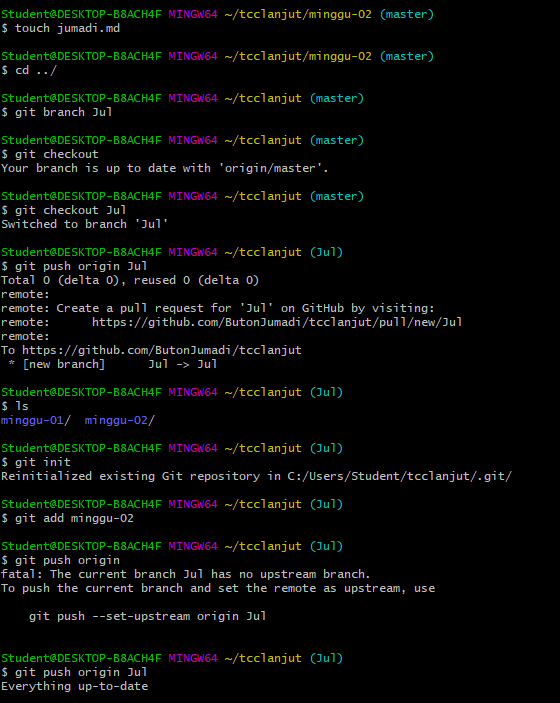 Student@DESKTOP-B8ACH4F MINGW64 ~/tcclanjut/minggu-02 (master)
$ touch jumadi.md
Student@DESKTOP-B8ACH4F MINGW64 ~/tcclanjut/minggu-02 (master)
$ cd ../
Student@DESKTOP-B8ACH4F MINGW64 ~/tcclanjut (master)
$ git branch Jul
Student@DESKTOP-B8ACH4F MINGW64 ~/tcclanjut (master)
$ git checkout
Your branch is up to date with 'origin/master'.
Student@DESKTOP-B8ACH4F MINGW64 ~/tcclanjut (master)
$ git checkout Jul
Switched to branch 'Jul'
Student@DESKTOP-B8ACH4F MINGW64 ~/tcclanjut (Jul)
$ git push origin Jul
Total 0 (delta 0), reused 0 (delta 0)
remote:
remote: Create a pull request for 'Jul' on GitHub by visiting:
remote:      https://github.com/ButonJumadi/tcclanjut/pull/new/Jul
remote:
To https://github.com/ButonJumadi/tcclanjut
 * [new branch]      Jul -> Jul
Student@DESKTOP-B8ACH4F MINGW64 ~/tcclanjut (Jul)
$ ls
minggu-01/  minggu-02/
Student@DESKTOP-B8ACH4F MINGW64 ~/tcclanjut (Jul)
$ git init
Reinitialized existing Git repository in C:/Users/Student/tcclanjut/.git/
Student@DESKTOP-B8ACH4F MINGW64 ~/tcclanjut (Jul)
$ git add minggu-02
Student@DESKTOP-B8ACH4F MINGW64 ~/tcclanjut (Jul)
$ git push origin
fatal: The current branch Jul has no upstream branch.
To push the current branch and set the remote as upstream, use
    git push --set-upstream origin Jul
Student@DESKTOP-B8ACH4F MINGW64 ~/tcclanjut (Jul)
$ git push origin Jul
Everything up-to-date